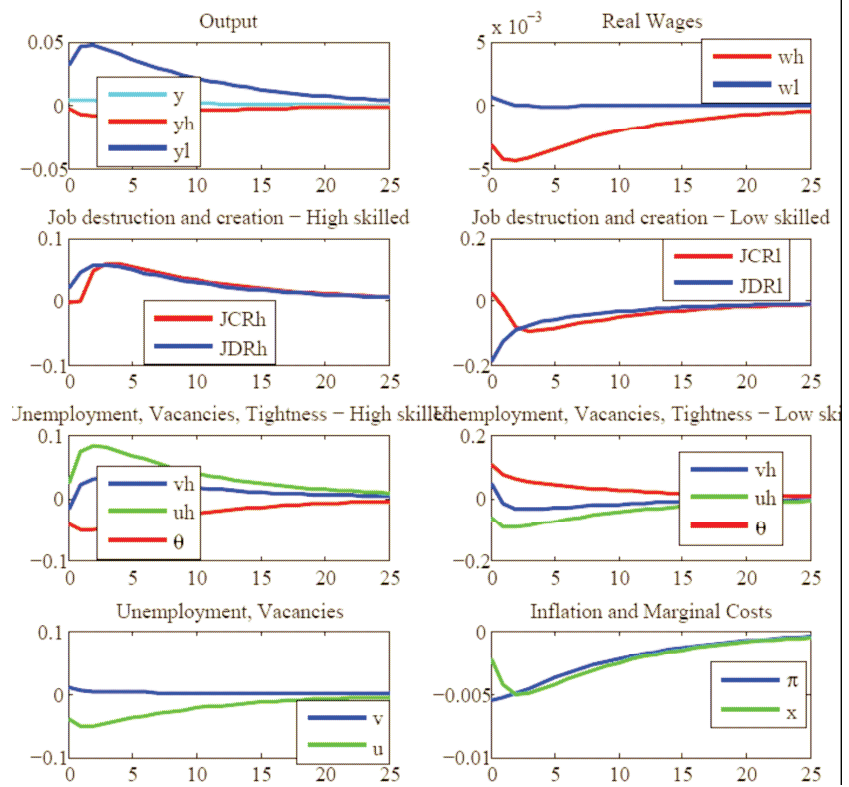 Output
0.05
0
−0.05
0 5 10 15 20 25
y
yh
yl
Real Wages
x 10−3
5
0
−5
0 5 10 15 20 25
wh
wl
Job destruction and creation − High skilled
0.1
0
−0.1
0 5 10 15 20 25
JCRh
JDRh
Job destruction and creation − Low skilled
0.2
0
−0.2
0 5 10 15 20 25
JCRl
JDRl
Unemployment, Vacancies, Tightness − High skilled
0.1
0
−0.1
0 5 10 15 20 25
vh
uh
θ
Unemployment, Vacancies, Tightness − Low ski
0.2
0
−0.2
0 5 10 15 20 25
vh
uh
θ
Unemployment, Vacancies
0.1
0
−0.1
0 5 10 15 20 25
v
u
Inflation and Marginal Costs
0
−0.005
−0.01
0 5 10 15 20 25
π
x